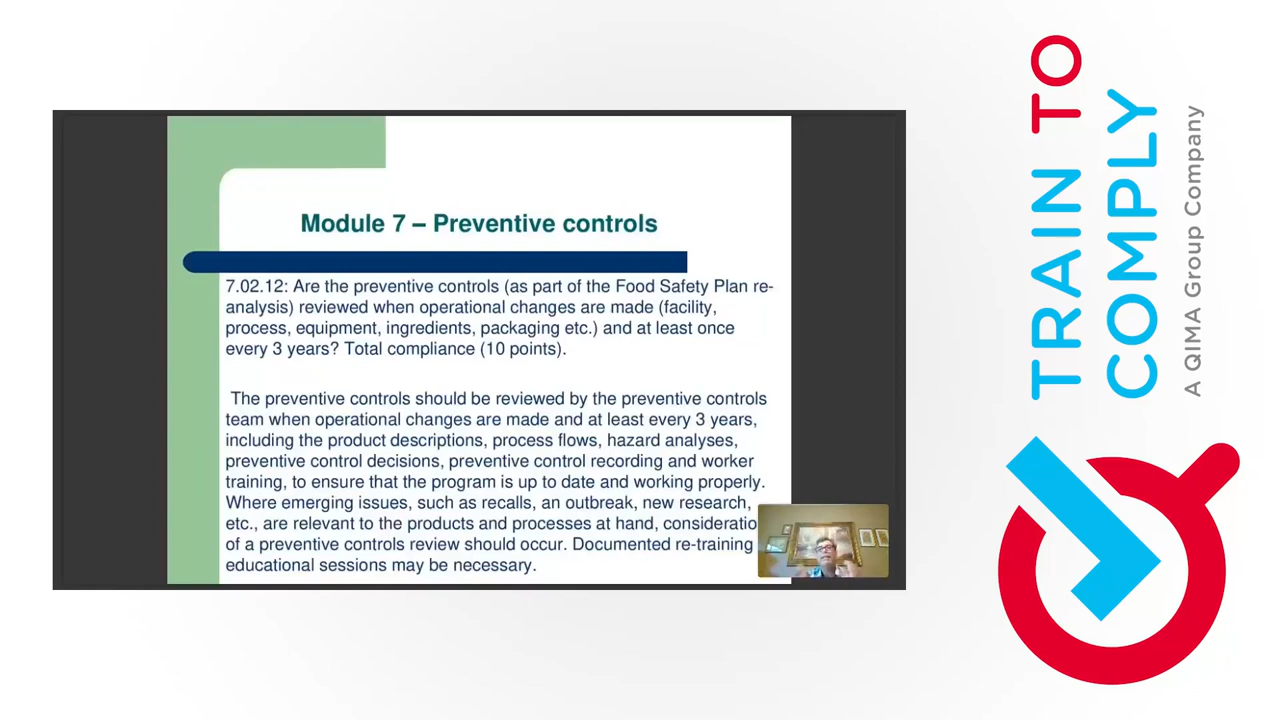 Module 7 – Preventive controls
7.02.12: Are the preventive controls (as part of the Food Safety Plan re-
analysis) reviewed when operational changes are made (facility,
process, equipment, ingredients, packaging etc.) and at least once
every 3 years? Total compliance (10 points).
The preventive controls should be reviewed by the preventive controls
team when operational changes are made and at least every 3 years,
including the product descriptions, process flows, hazard analyses,
preventive control decisions, preventive control recording and worker
training, to ensure that the program is up to date and working properly.
Where emerging issues, such as recalls, an outbreak, new research,
etc., are relevant to the products and processes at hand, consideratio
of a preventive controls review should occur. Documented re-training
educational sessions may be necessary.
TRAIN TO
COMPLY
A QIMA Group Company